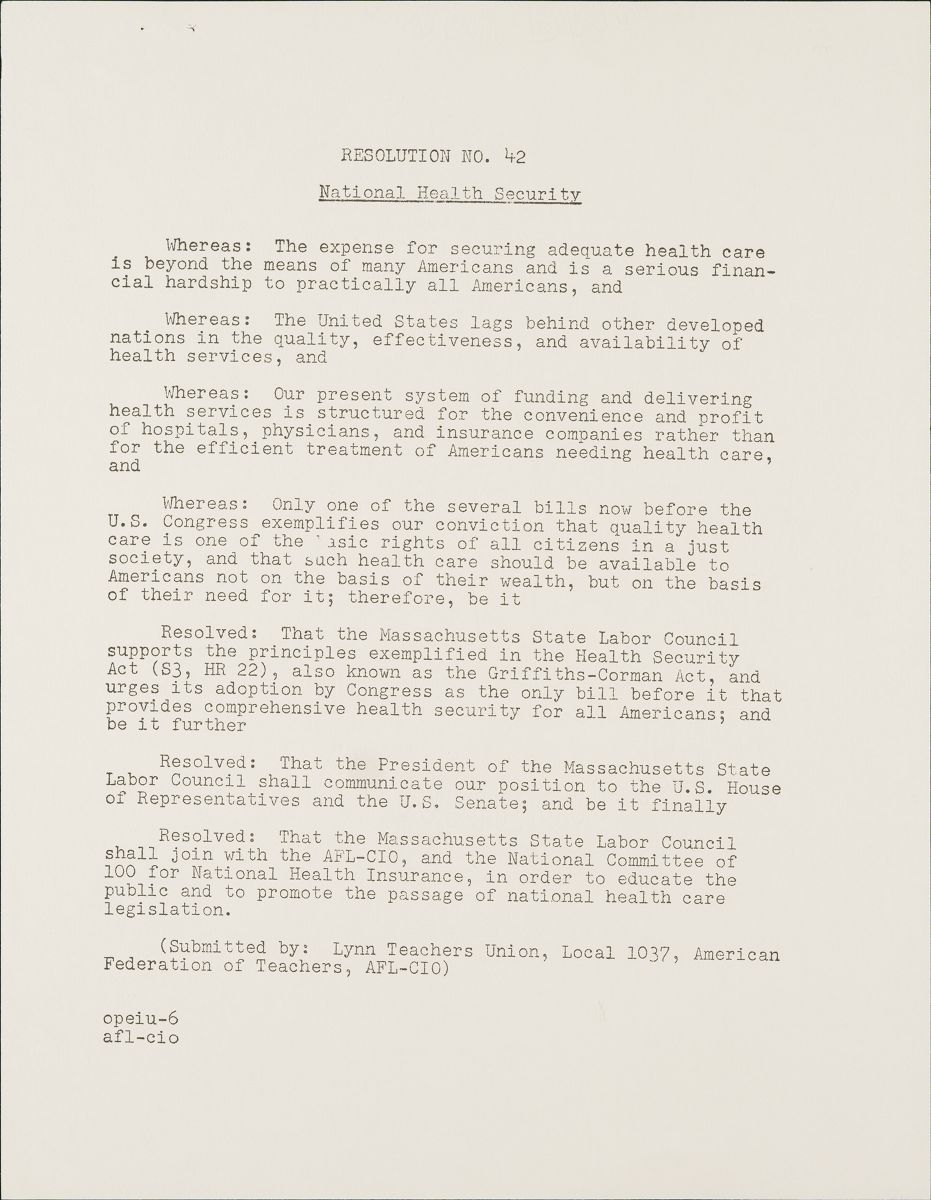 RESOLUTION NO. 42
National Health Security
Whereas: The expense for securing adequate health care
is beyond the means of many Americans and is a serious finan-
cial hardship to practically all Americans, and
Whereas: The United States lags behind other developed
nations in the quality, effectiveness, and availability of
health services, and
Whereas: Our present system of funding and delivering
health services is structured for the convenience and profit
of hospitals, physicians, and insurance companies rather than
for the efficient treatment of Americans needing health care,
and
Whereas: Only one of the several bills now before the
U.S. Congress exemplifies our conviction that quality health
care is one of the basic rights of all citizens in a just
society, and that such health care should be available to
Americans not on the basis of their wealth, but on the basis
of their need for it; therefore, be it
Resolved: That the Massachusetts State Labor Council
supports the principles exemplified in the Health Security
Act (S3, HR 22), also known as the Griffiths-Corman Act, and
urges its adoption by Congress as the only bill before it that
provides comprehensive health security for all Americans; and
be it further
Resolved: That the President of the Massachusetts State
Labor Council shall communicate our position to the U.S. House
of Representatives and the U.S. Senate; and be it finally
Resolved: That the Massachusetts State Labor Council
shall join with the AFL-CIO, and the National Committee of
100 for National Health Insurance, in order to educate the
public and to promote the passage of national health care
legislation.
(Submitted by: Lynn Teachers Union, Local 1037, American
Federation of Teachers, AFL-CIO)
opeiu-6
afl-cio